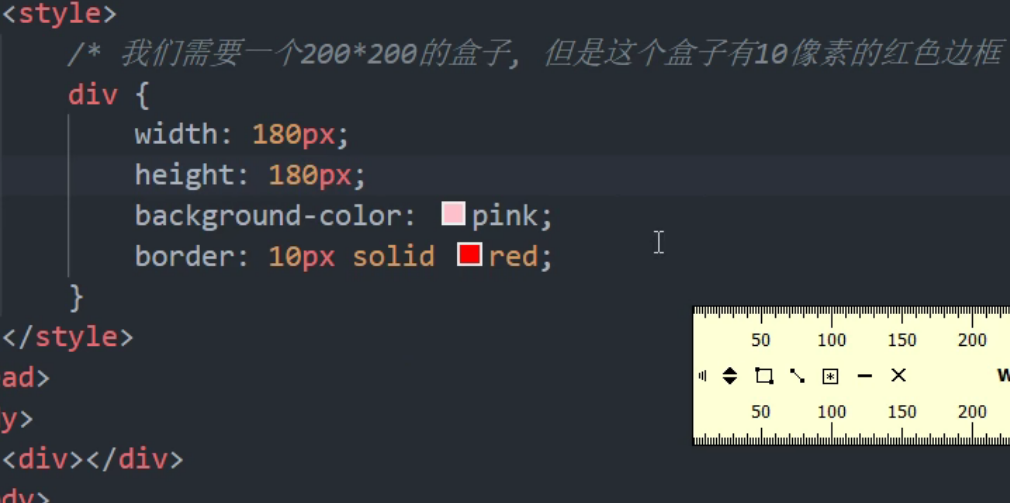 <style>
/* 我们需要一个200*200的盒子, 但是这个盒子有10像素的红色边框
div {
width: 180px;
height: 180px;
background-color: pink;
border: 10px solid red;
}
</style>
ad>
y>
<div></div>
dy>
50 100 150 200
50 100 150 200